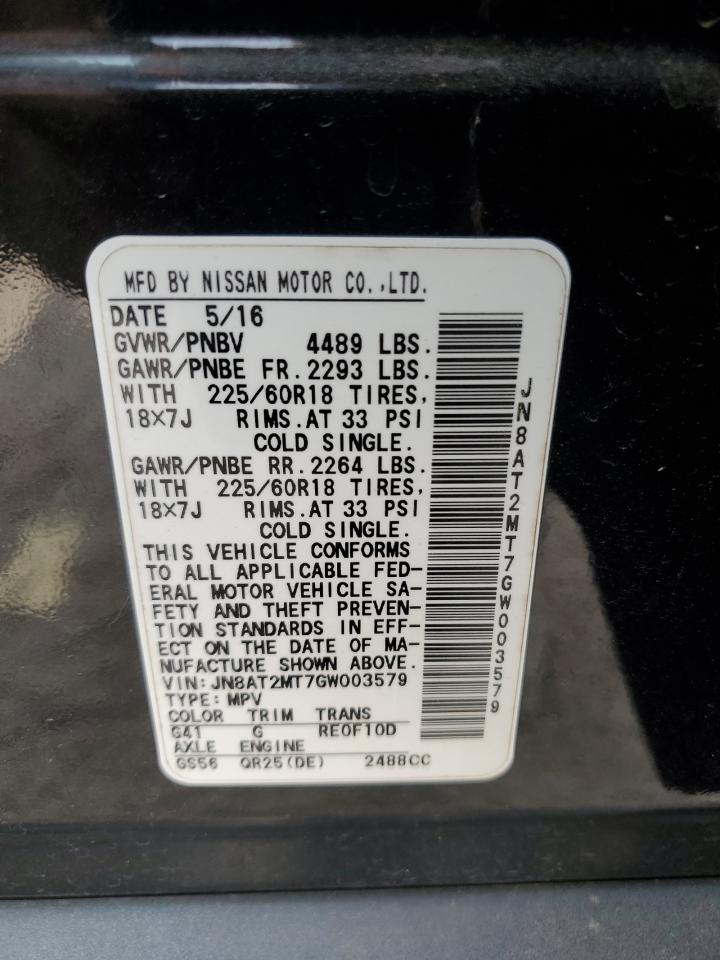 MFD BY NISSAN MOTOR CO.,LTD.
DATE 5/16
GVWR/PNBV 4489 LBS.
GAWR/PNBE FR. 2293 LBS.
WITH 225/60R18 TIRES,
18×7J RIMS. AT 33 PSI
COLD SINGLE.
GAWR/PNBE RR. 2264 LBS.
WITH 225/60R18 TIRES,
18×7J RIMS. AT 33 PSI
COLD SINGLE.
THIS VEHICLE CONFORMS
TO ALL APPLICABLE FED-
ERAL MOTOR VEHICLE SA-
FETY AND THEFT PREVEN-
TION STANDARDS IN EFF-
ECT ON THE DATE OF MA-
NUFACTURE SHOWN ABOVE.
VIN: JN8AT2MT7GW003579
TYPE: MPV
COLOR TRIM TRANS
G41 G RE0F10D
AXLE ENGINE
GS56 QR25(DE) 2488CC
JN8AT2MT7GW003579